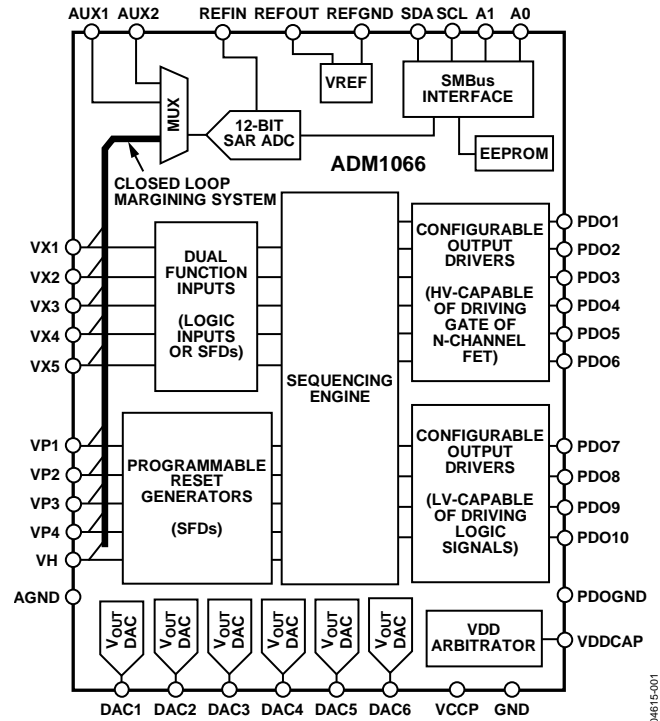 AUX1 AUX2 REFIN REFOUT REFGND SDA SCL A1 A0
VREF
SMBus
INTERFACE
MUX
12-BIT
SAR ADC
EEPROM
ADM1066
CLOSED LOOP
MARGINING SYSTEM
VX1
VX2
VX3
VX4
VX5
DUAL
FUNCTION
INPUTS
(LOGIC
INPUTS
OR SFDs)
SEQUENCING
ENGINE
CONFIGURABLE
OUTPUT
DRIVERS
(HV-CAPABLE
OF DRIVING
GATE OF
N-CHANNEL
FET)
PDO1
PDO2
PDO3
PDO4
PDO5
PDO6
VP1
VP2
VP3
VP4
VH
AGND
PROGRAMMABLE
RESET
GENERATORS
(SFDs)
CONFIGURABLE
OUTPUT
DRIVERS
(LV-CAPABLE
OF DRIVING
LOGIC
SIGNALS)
PDO7
PDO8
PDO9
PDO10
PDOGND
VDDCAP
VDD
ARBITRATOR
VOUT
DAC
VOUT
DAC
VOUT
DAC
VOUT
DAC
VOUT
DAC
VOUT
DAC
DAC1 DAC2 DAC3 DAC4 DAC5 DAC6 VCCP GND
04615-001